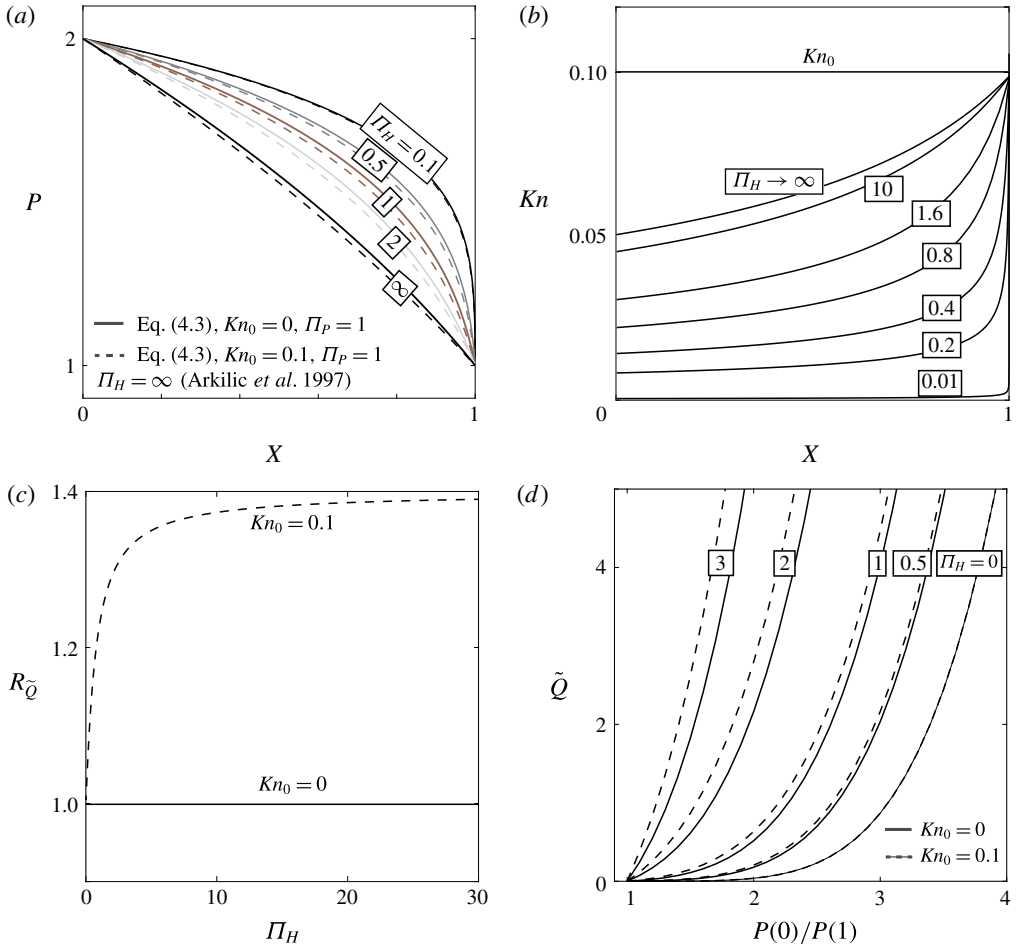 (a)
2
P
1
Π_H = 0.1
0.5
1
2
∞
Eq. (4.3), Kn_0 = 0, Π_P = 1
Eq. (4.3), Kn_0 = 0.1, Π_P = 1
Π_H = ∞ (Arkilic et al. 1997)
0
1
X
(b)
Kn_0
0.10
Kn
0.05
0
Π_H → ∞
10
1.6
0.8
0.4
0.2
0.01
0
1
X
(c)
1.4
Kn_0 = 0.1
1.2
R_Q̃
Kn_0 = 0
1.0
0
10
20
30
Π_H
(d)
4
Q̃
2
0
3
2
1
0.5
Π_H = 0
Kn_0 = 0
Kn_0 = 0.1
1
2
3
4
P(0)/P(1)